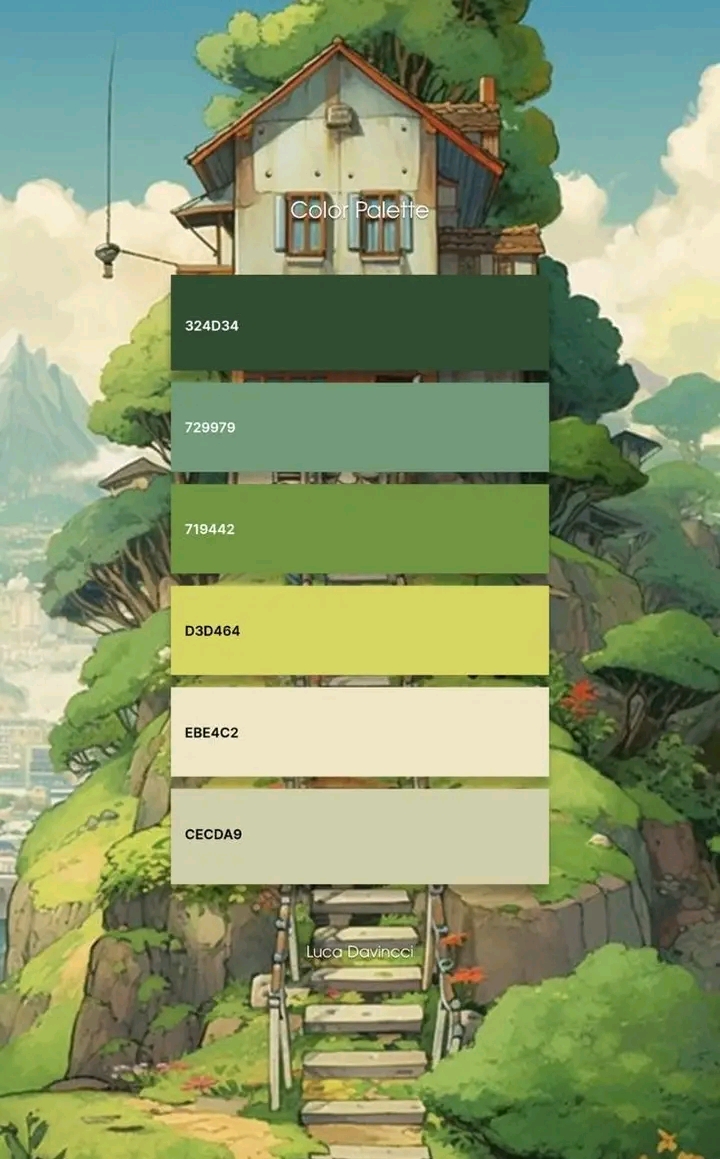 Color Palette
324D34
729979
719442
D3D464
EBE4C2
CECDA9
Luca Davincci